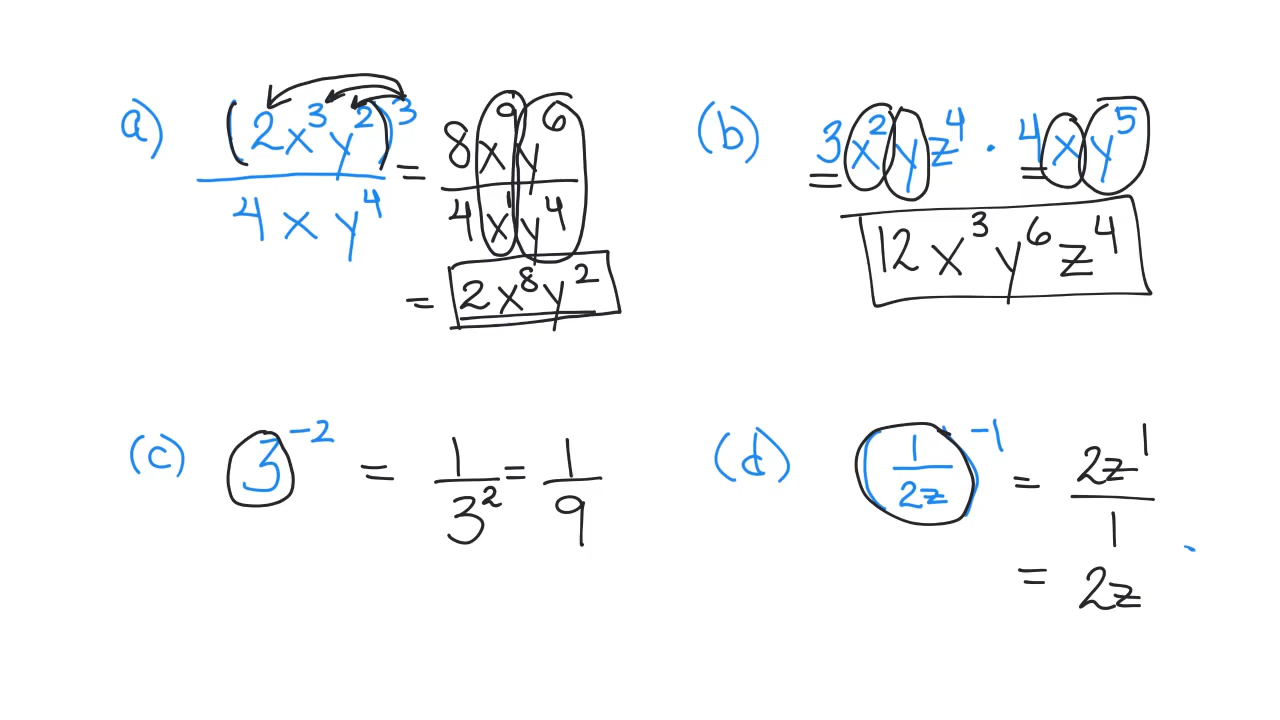 a) (2x³y²)³ / 4xy⁴ = 8x⁹y⁶ / 4x¹y⁴
= 2x⁸y²
(b) 3x²yz⁴ · 4xy⁵
= =
12x³y⁶z⁴
(c) 3⁻² = 1/3² = 1/9
(d) (1/2z)⁻¹ = 2z¹/1
= 2z